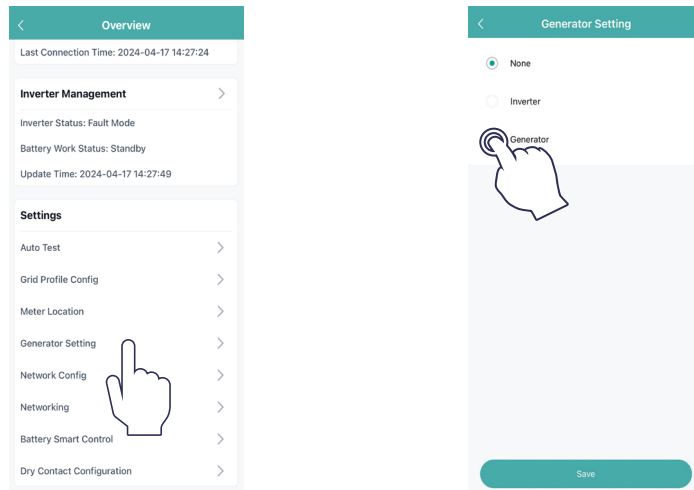 Overview
Last Connection Time: 2024-04-17 14:27:24
Inverter Management
Inverter Status: Fault Mode
Battery Work Status: Standby
Update Time: 2024-04-17 14:27:49
Settings
Auto Test
Grid Profile Config
Meter Location
Generator Setting
Network Config
Networking
Battery Smart Control
Dry Contact Configuration
Generator Setting
None
Inverter
Generator
Save